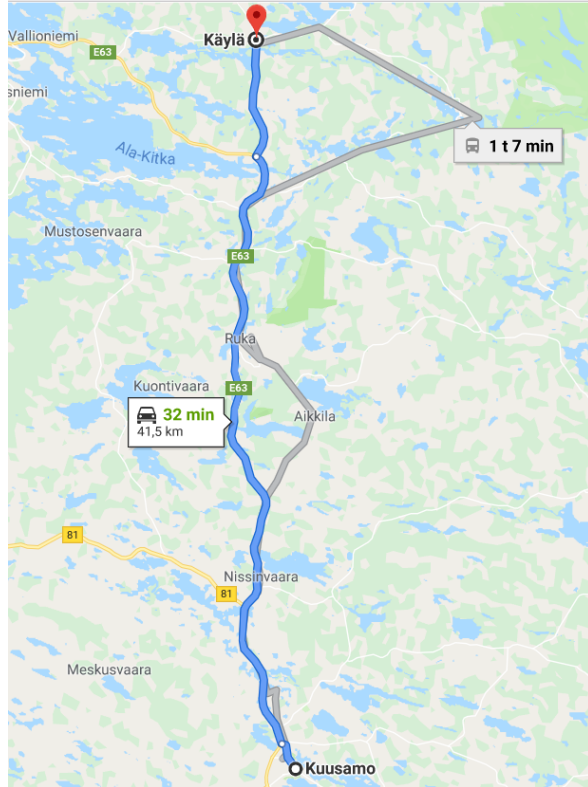 Vallioniemi
Käylä
E63
sniemi
Ala-Kitka
1 t 7 min
Mustosenvaara
E63
Ruka
Kuontivaara
E63
32 min
41,5 km
Aikkila
81
Nissinvaara
81
Meskusvaara
Kuusamo